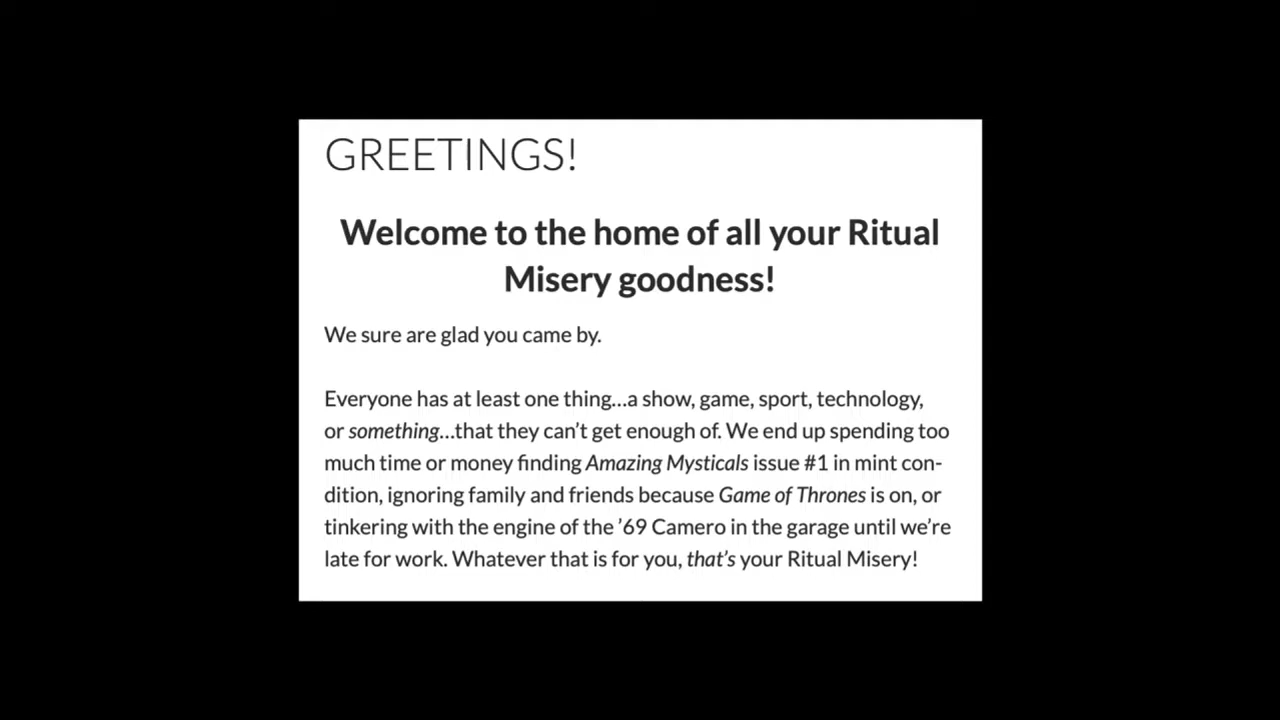 GREETINGS!
Welcome to the home of all your Ritual
Misery goodness!
We sure are glad you came by.
Everyone has at least one thing...a show, game, sport, technology,
or something...that they can’t get enough of. We end up spending too
much time or money finding Amazing Mysticals issue #1 in mint con-
dition, ignoring family and friends because Game of Thrones is on, or
tinkering with the engine of the ’69 Camero in the garage until we’re
late for work. Whatever that is for you, that’s your Ritual Misery!